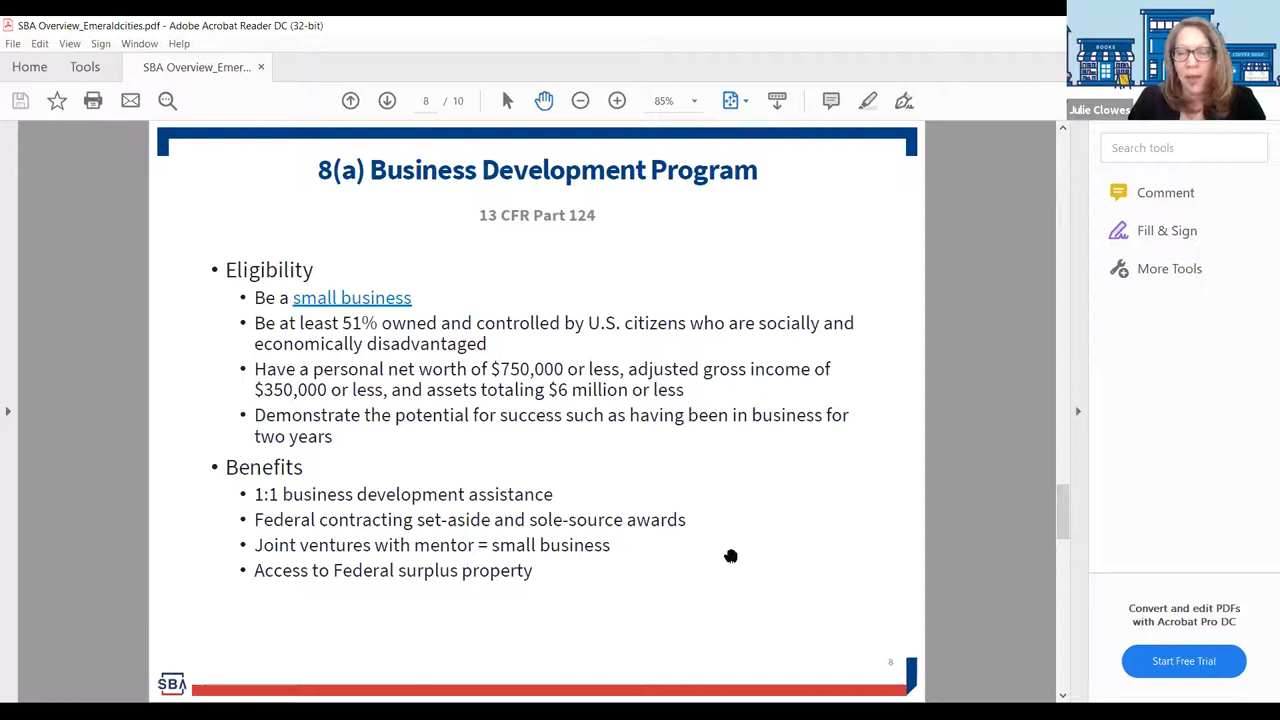 SBA Overview_Emeraldcities.pdf - Adobe Acrobat Reader DC (32-bit)
File Edit View Sign Window Help
Home Tools SBA Overview_Emer... ×
8 / 10 85%
BOOKS
COFFEE SHOP
Julie Clowes
8(a) Business Development Program
13 CFR Part 124
• Eligibility
• Be a small business
• Be at least 51% owned and controlled by U.S. citizens who are socially and
economically disadvantaged
• Have a personal net worth of $750,000 or less, adjusted gross income of
$350,000 or less, and assets totaling $6 million or less
• Demonstrate the potential for success such as having been in business for
two years
• Benefits
• 1:1 business development assistance
• Federal contracting set-aside and sole-source awards
• Joint ventures with mentor = small business
• Access to Federal surplus property
8
SBA
Search tools
Comment
Fill & Sign
More Tools
Convert and edit PDFs
with Acrobat Pro DC
Start Free Trial